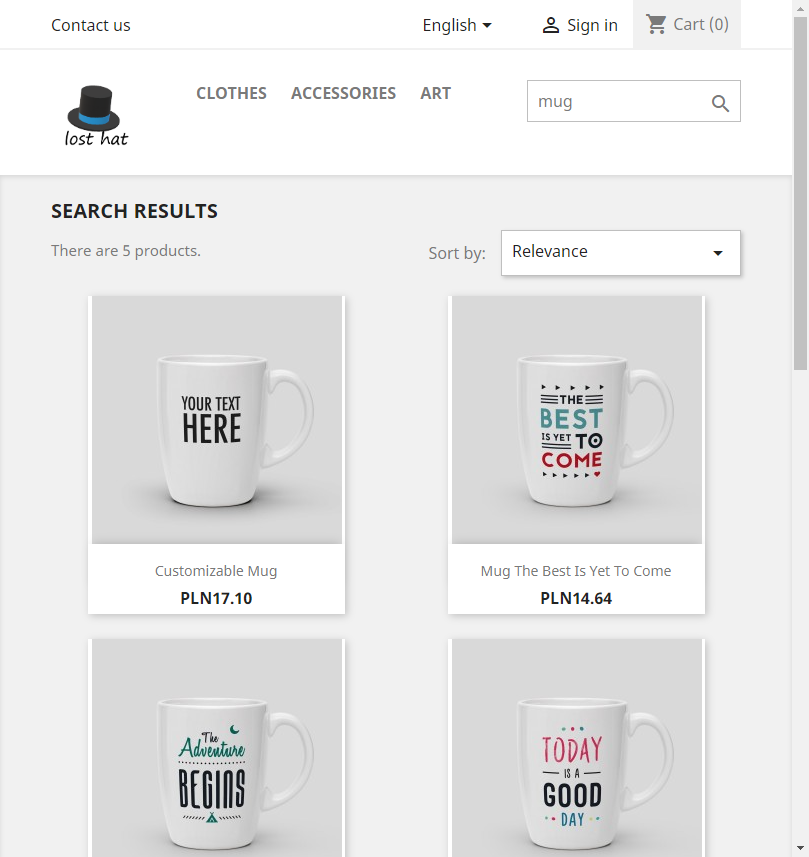 Contact us
English
Sign in
Cart (0)
lost hat
CLOTHES
ACCESSORIES
ART
mug
SEARCH RESULTS
There are 5 products.
Sort by:
Relevance
YOUR TEXT
HERE
THE
BEST
IS YET TO
COME
Customizable Mug
PLN17.10
Mug The Best Is Yet To Come
PLN14.64
The
Adventure
BEGINS
TODAY
IS A
GOOD
DAY